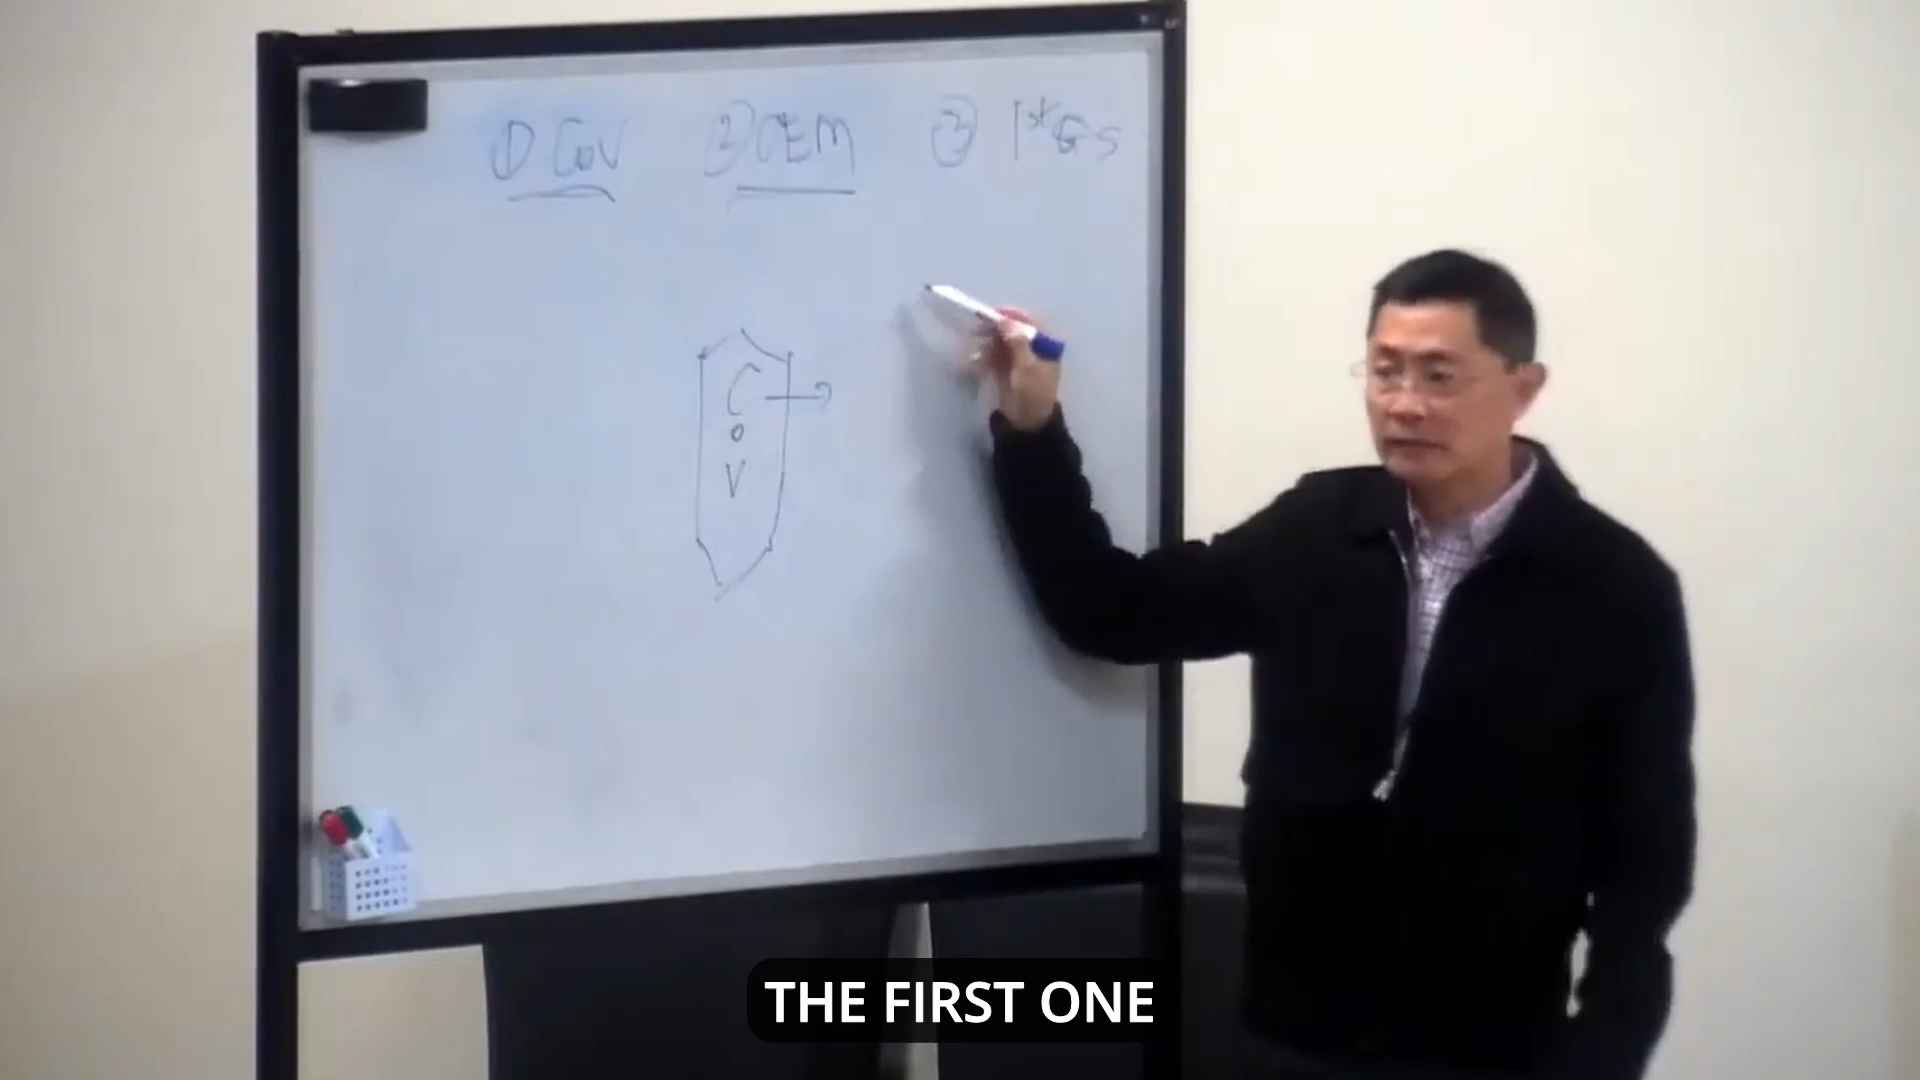 ① Cov ② OEM ③ 1st Gs
C
o
V
THE FIRST ONE